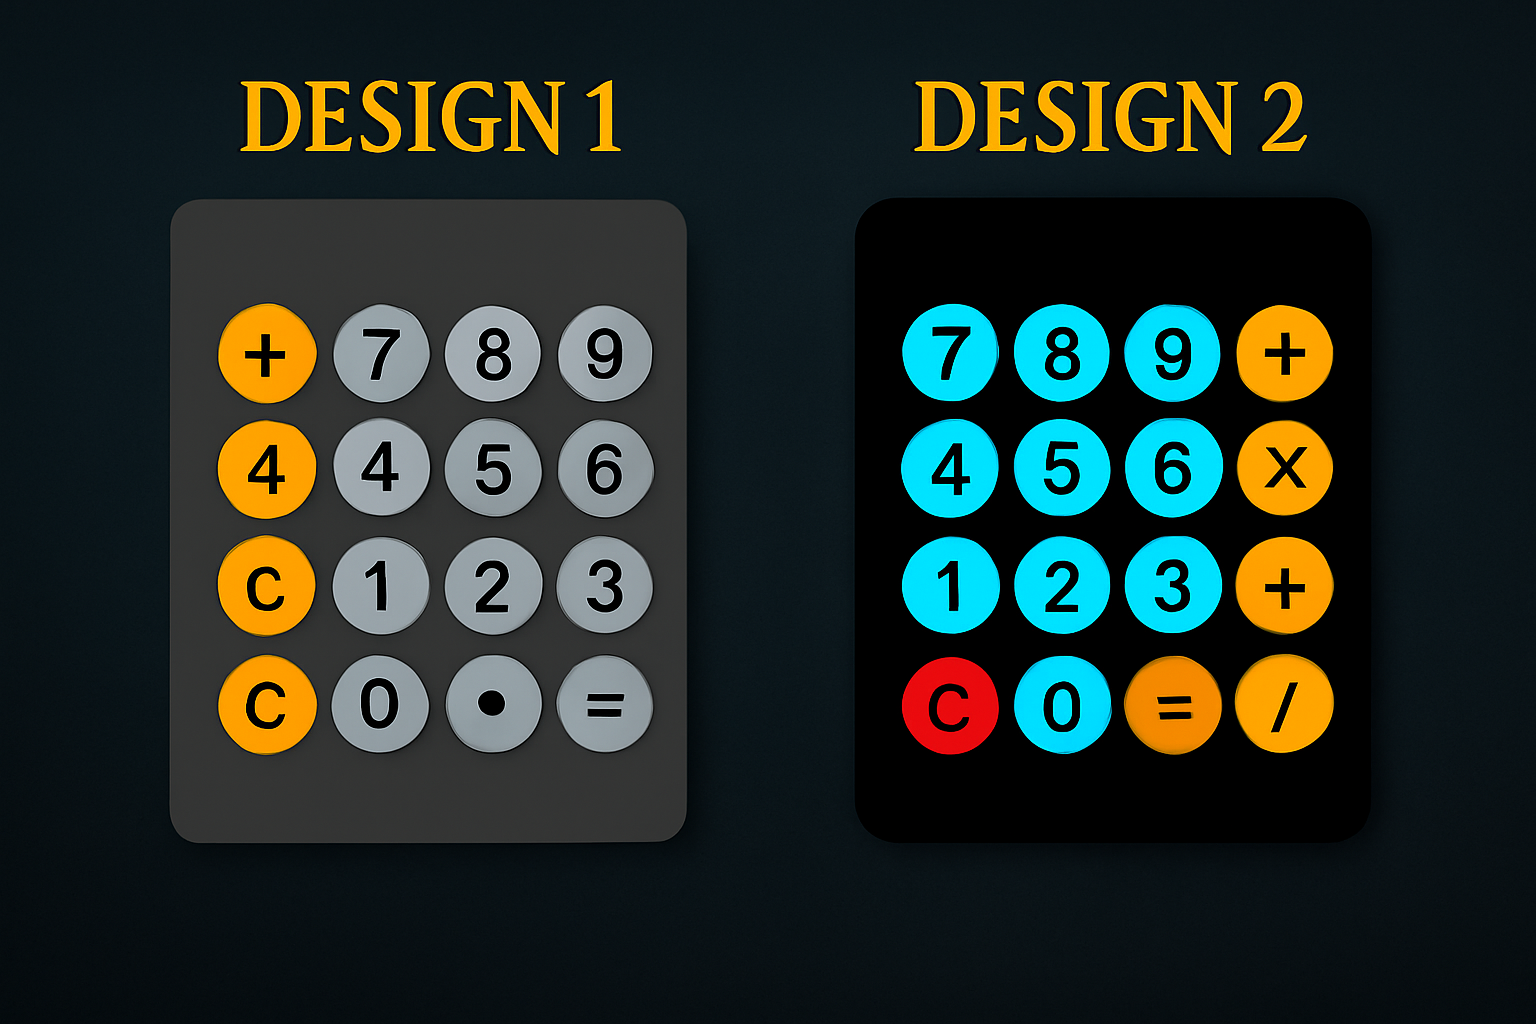 DESIGN 1
+ 7 8 9
4 4 5 6
C 1 2 3
C 0 • =
DESIGN 2
7 8 9 +
4 5 6 x
1 2 3 +
C 0 = /